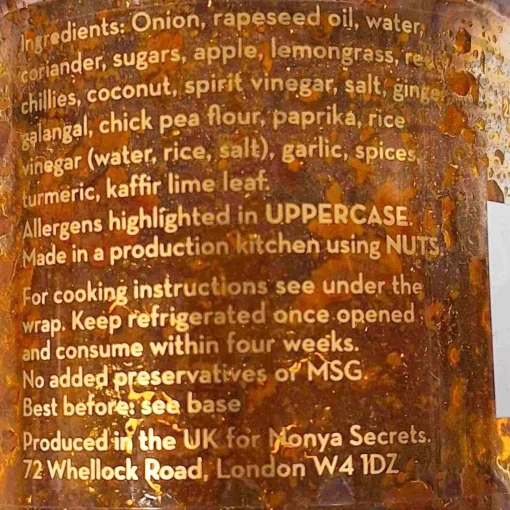 Ingredients: Onion, rapeseed oil, water,
coriander, sugars, apple, lemongrass, red
chillies, coconut, spirit vinegar, salt, ginger
galangal, chick pea flour, paprika, rice
vinegar (water, rice, salt), garlic, spices,
turmeric, kaffir lime leaf.
Allergens highlighted in UPPERCASE.
Made in a production kitchen using NUTS.
For cooking instructions see under the
wrap. Keep refrigerated once opened
and consume within four weeks.
No added preservatives or MSG.
Best before: see base
Produced in the UK for Monya Secrets.
72 Whellock Road, London W4 1DZ